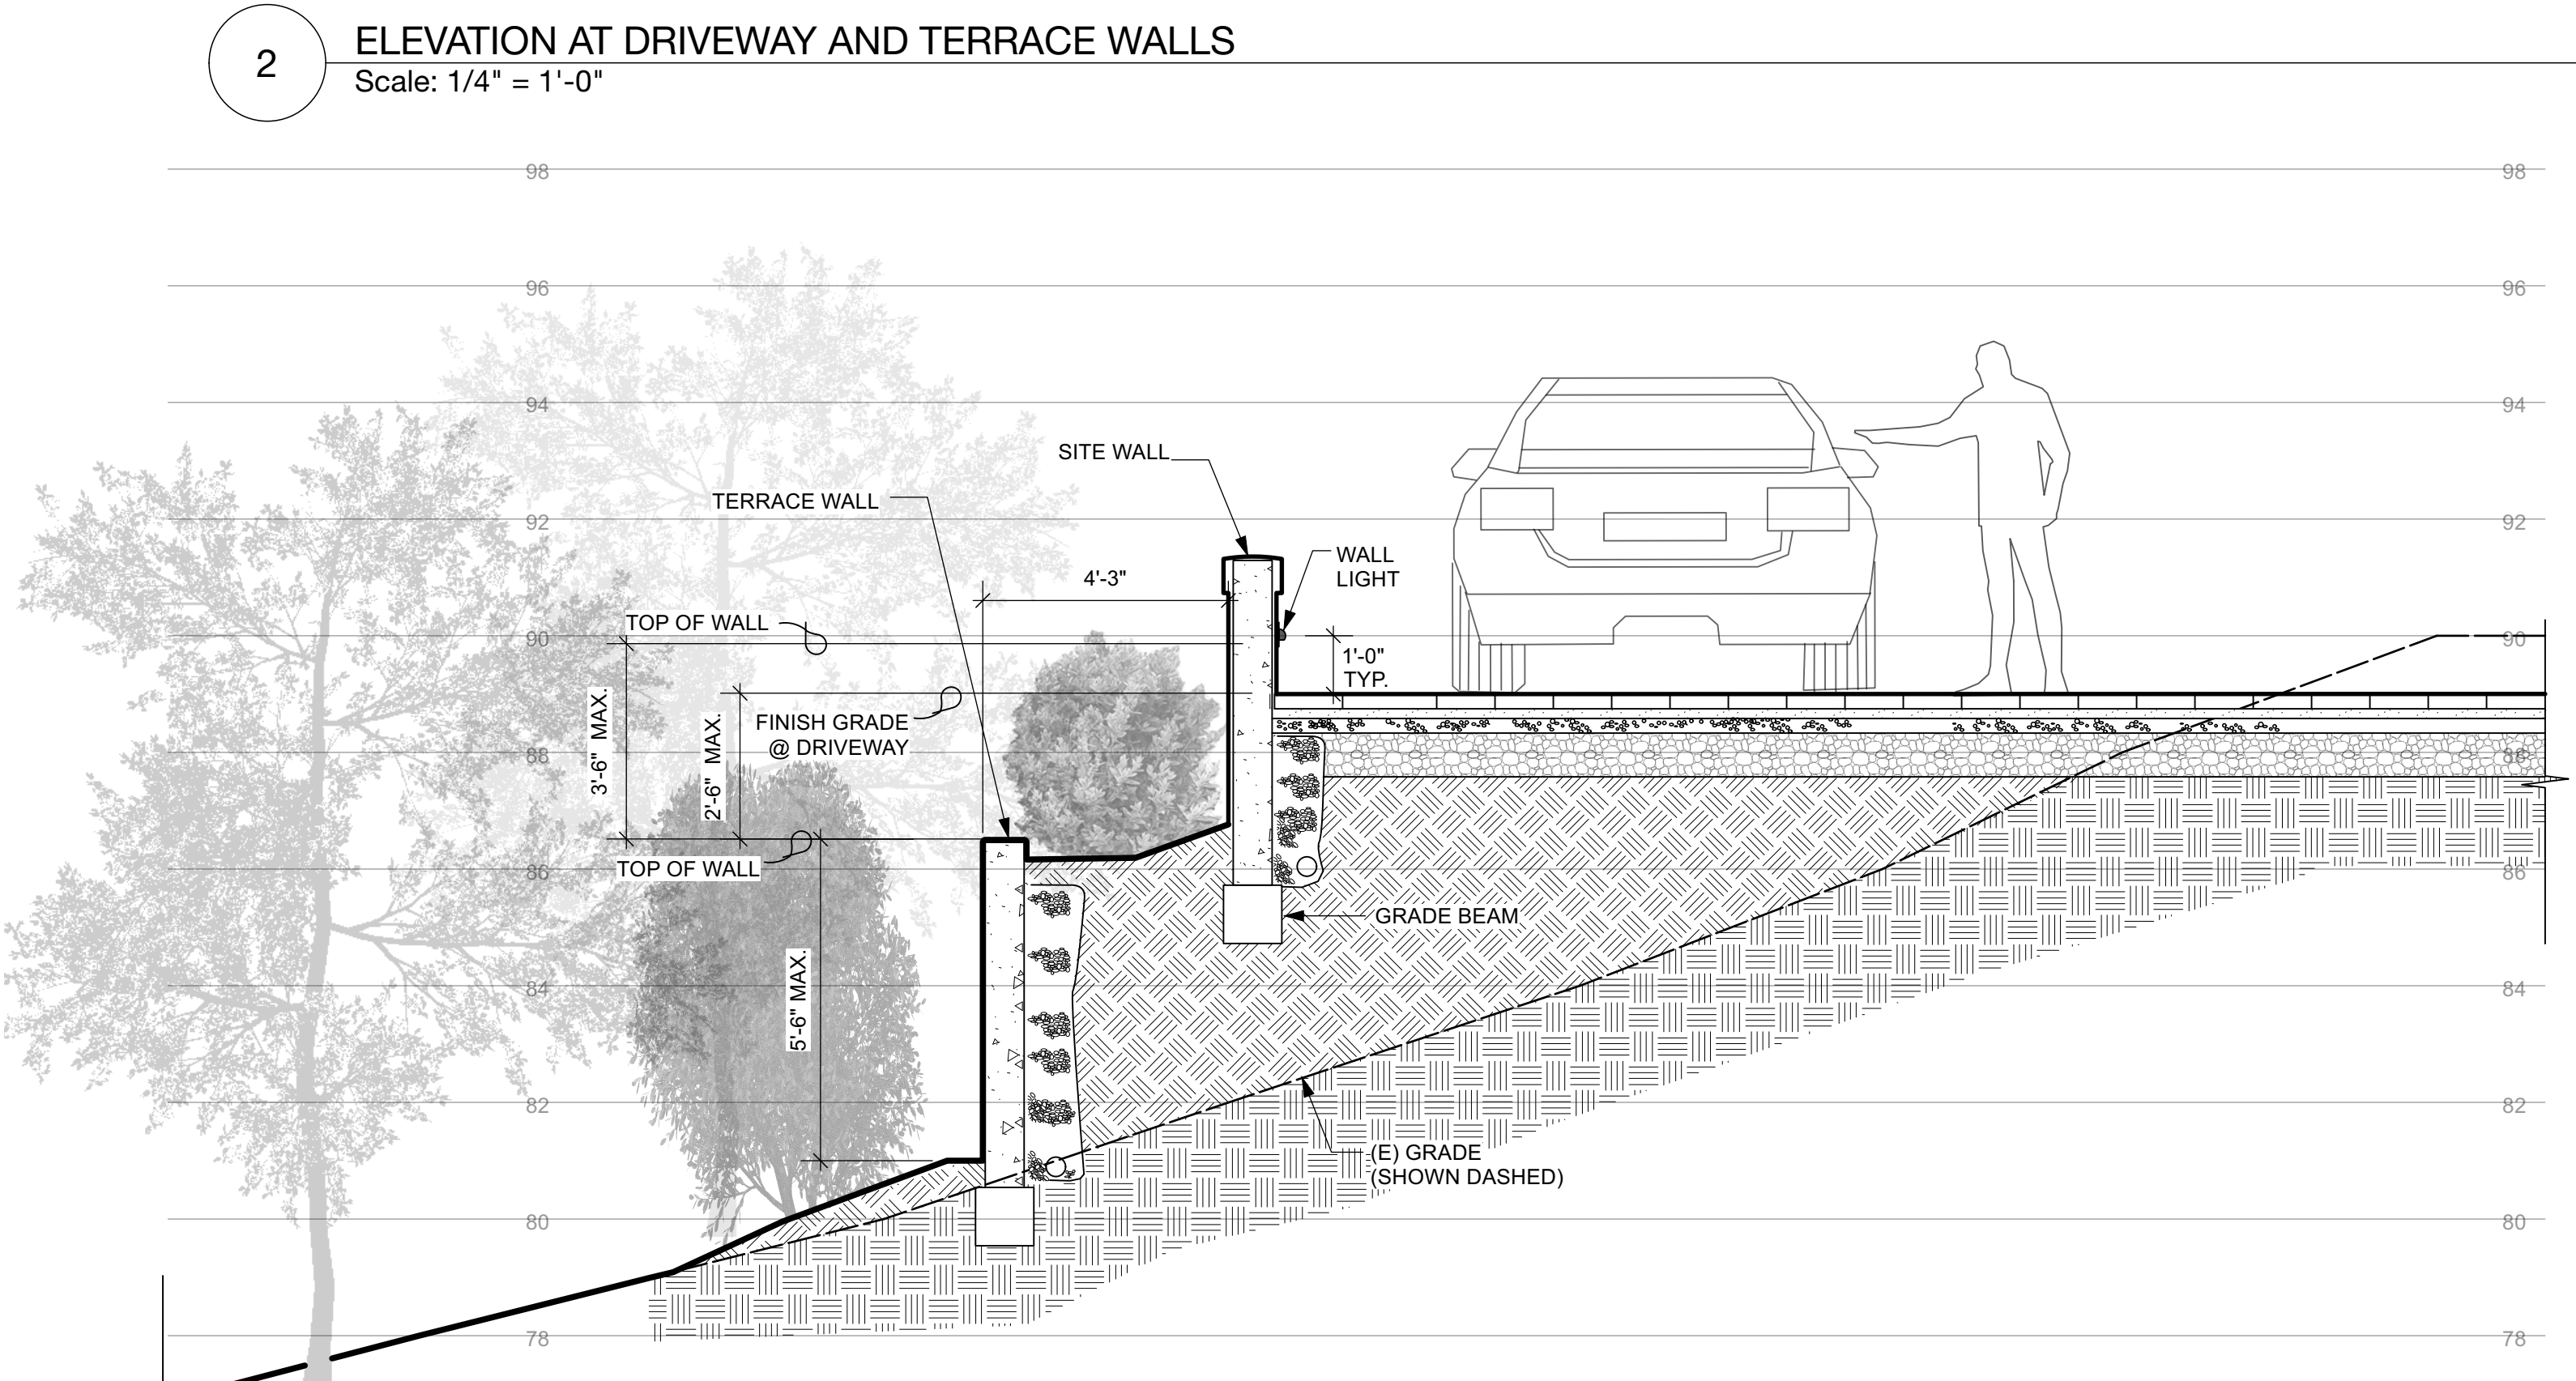 2
ELEVATION AT DRIVEWAY AND TERRACE WALLS
Scale: 1/4" = 1'-0"
98 98
96 96
94 94
SITE WALL
TERRACE WALL
92 92
WALL
LIGHT
4'-3"
TOP OF WALL
90 90
1'-0"
TYP.
3'-6" MAX.
2'-6" MAX.
FINISH GRADE
@ DRIVEWAY
88 88
TOP OF WALL
86 86
GRADE BEAM
5'-6" MAX.
84 84
82 82
(E) GRADE
(SHOWN DASHED)
80 80
78 78